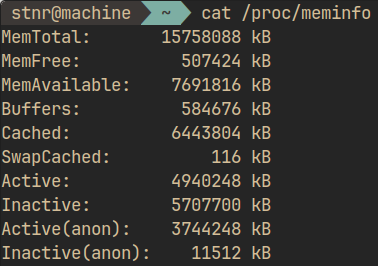 stnr@machine ~ cat /proc/meminfo
MemTotal: 15758088 kB
MemFree: 507424 kB
MemAvailable: 7691816 kB
Buffers: 584676 kB
Cached: 6443804 kB
SwapCached: 116 kB
Active: 4940248 kB
Inactive: 5707700 kB
Active(anon): 3744248 kB
Inactive(anon): 11512 kB